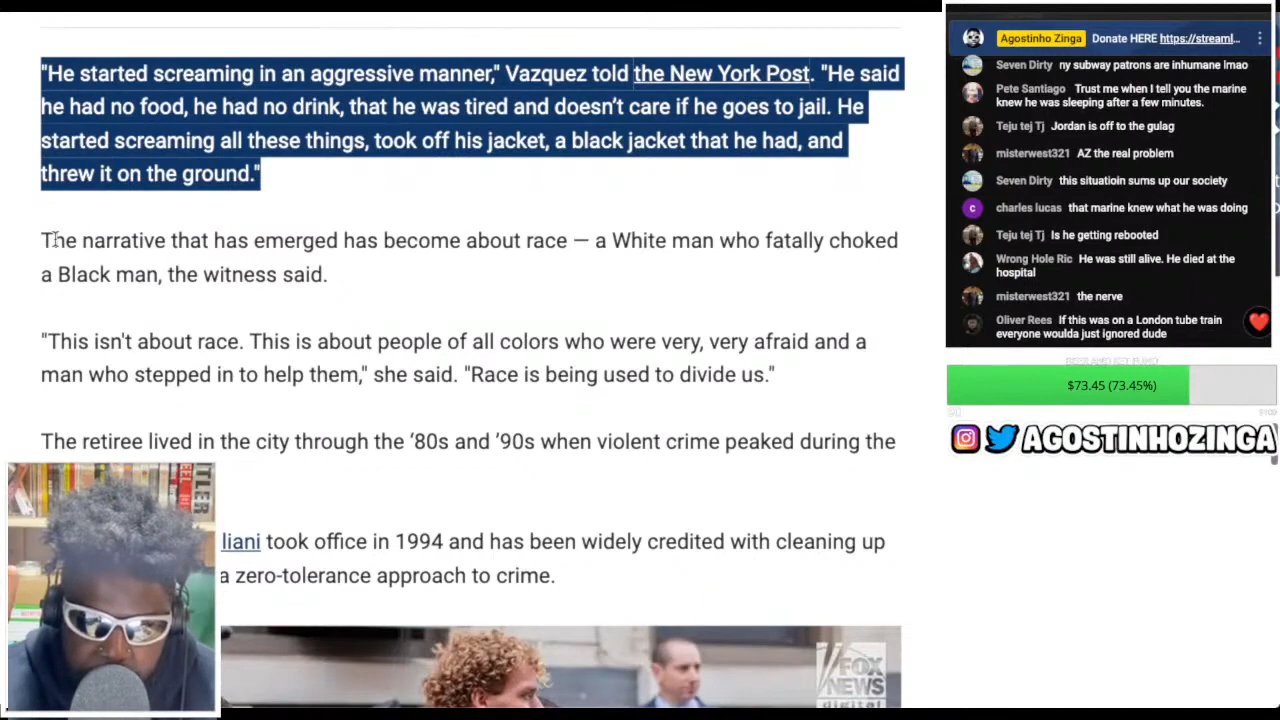 "He started screaming in an aggressive manner," Vazquez told the New York Post. "He said
he had no food, he had no drink, that he was tired and doesn't care if he goes to jail. He
started screaming all these things, took off his jacket, a black jacket that he had, and
threw it on the ground."
The narrative that has emerged has become about race — a White man who fatally choked
a Black man, the witness said.
"This isn't about race. This is about people of all colors who were very, very afraid and a
man who stepped in to help them," she said. "Race is being used to divide us."
The retiree lived in the city through the '80s and '90s when violent crime peaked during the
liani took office in 1994 and has been widely credited with cleaning up
a zero-tolerance approach to crime.
FOX
NEWS
digital
Agostinho Zinga Donate HERE https://streaml...
Seven Dirty ny subway patrons are inhumane lmao
Pete Santiago Trust me when I tell you the marine
knew he was sleeping after a few minutes.
Teju tej Tj Jordan is off to the gulag
misterwest321 AZ the real problem
Seven Dirty this situatioin sums up our society
c charles lucas that marine knew what he was doing
Teju tej Tj Is he getting rebooted
Wrong Hole Ric He was still alive. He died at the
hospital
misterwest321 the nerve
Oliver Rees If this was on a London tube train
everyone woulda just ignored dude
$73.45 (73.45%)
$0 $100
AGOSTINHOZINGA